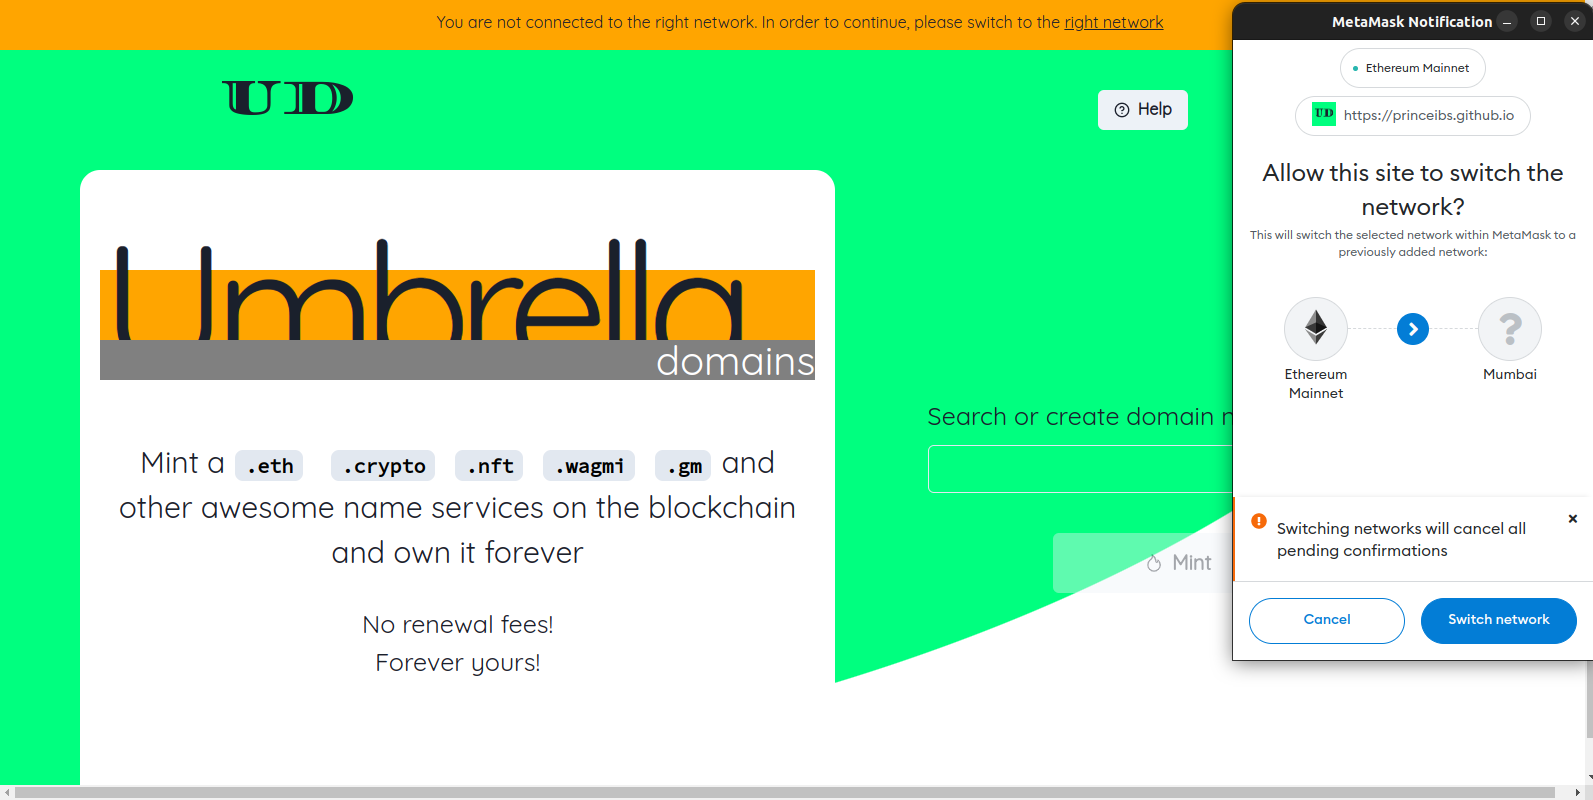 You are not connected to the right network. In order to continue, please switch to the right network
UD
Help
Umbrella
domains
Mint a .eth .crypto .nft .wagmi .gm and
other awesome name services on the blockchain
and own it forever
No renewal fees!
Forever yours!
Search or create domain
Mint
MetaMask Notification
Ethereum Mainnet
UD https://princeibs.github.io
Allow this site to switch the
network?
This will switch the selected network within MetaMask to a
previously added network:
Ethereum
Mainnet
Mumbai
Switching networks will cancel all
pending confirmations
Cancel
Switch network